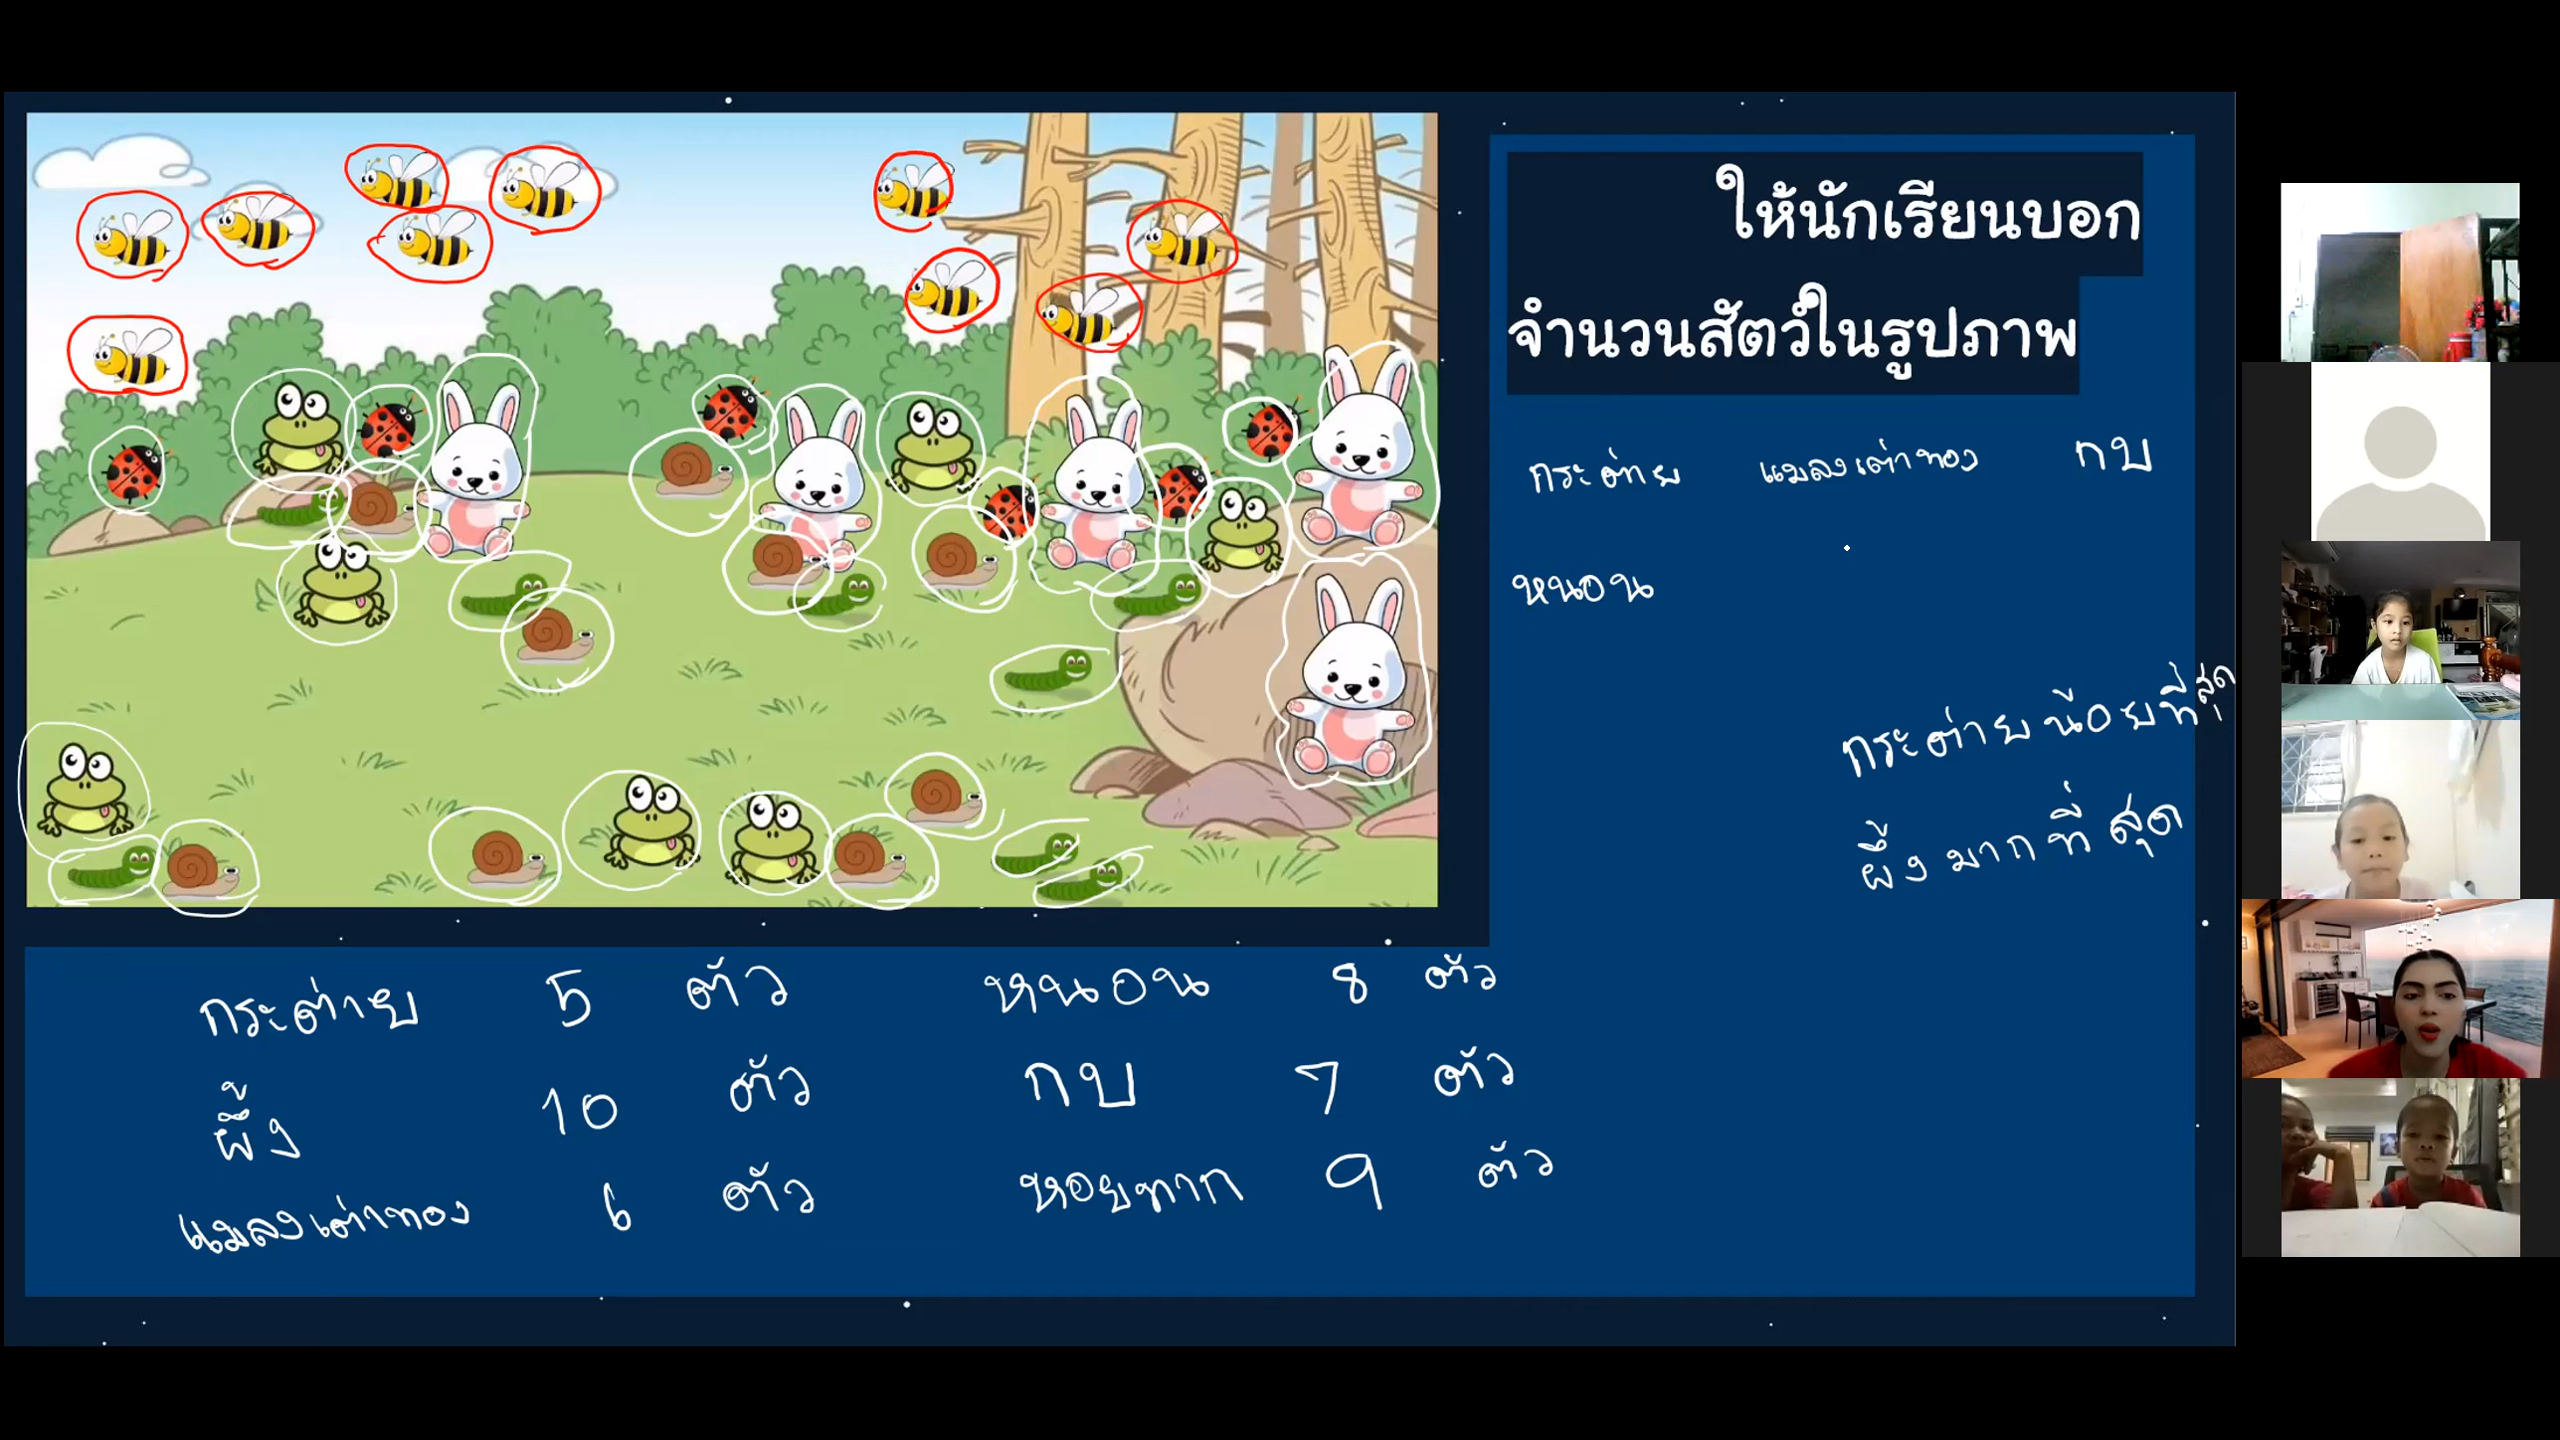 ให้นักเรียนบอก
จำนวนสัตว์ในรูปภาพ
กระต่าย แมลงเต่าทอง กบ
หนอน
กระต่ายน้อยที่สุด
ผึ้งมากที่สุด
กระต่าย 5 ตัว หนอน 8 ตัว
ผึ้ง 10 ตัว กบ 7 ตัว
แมลงเต่าทอง 6 ตัว หอยทาก 9 ตัว